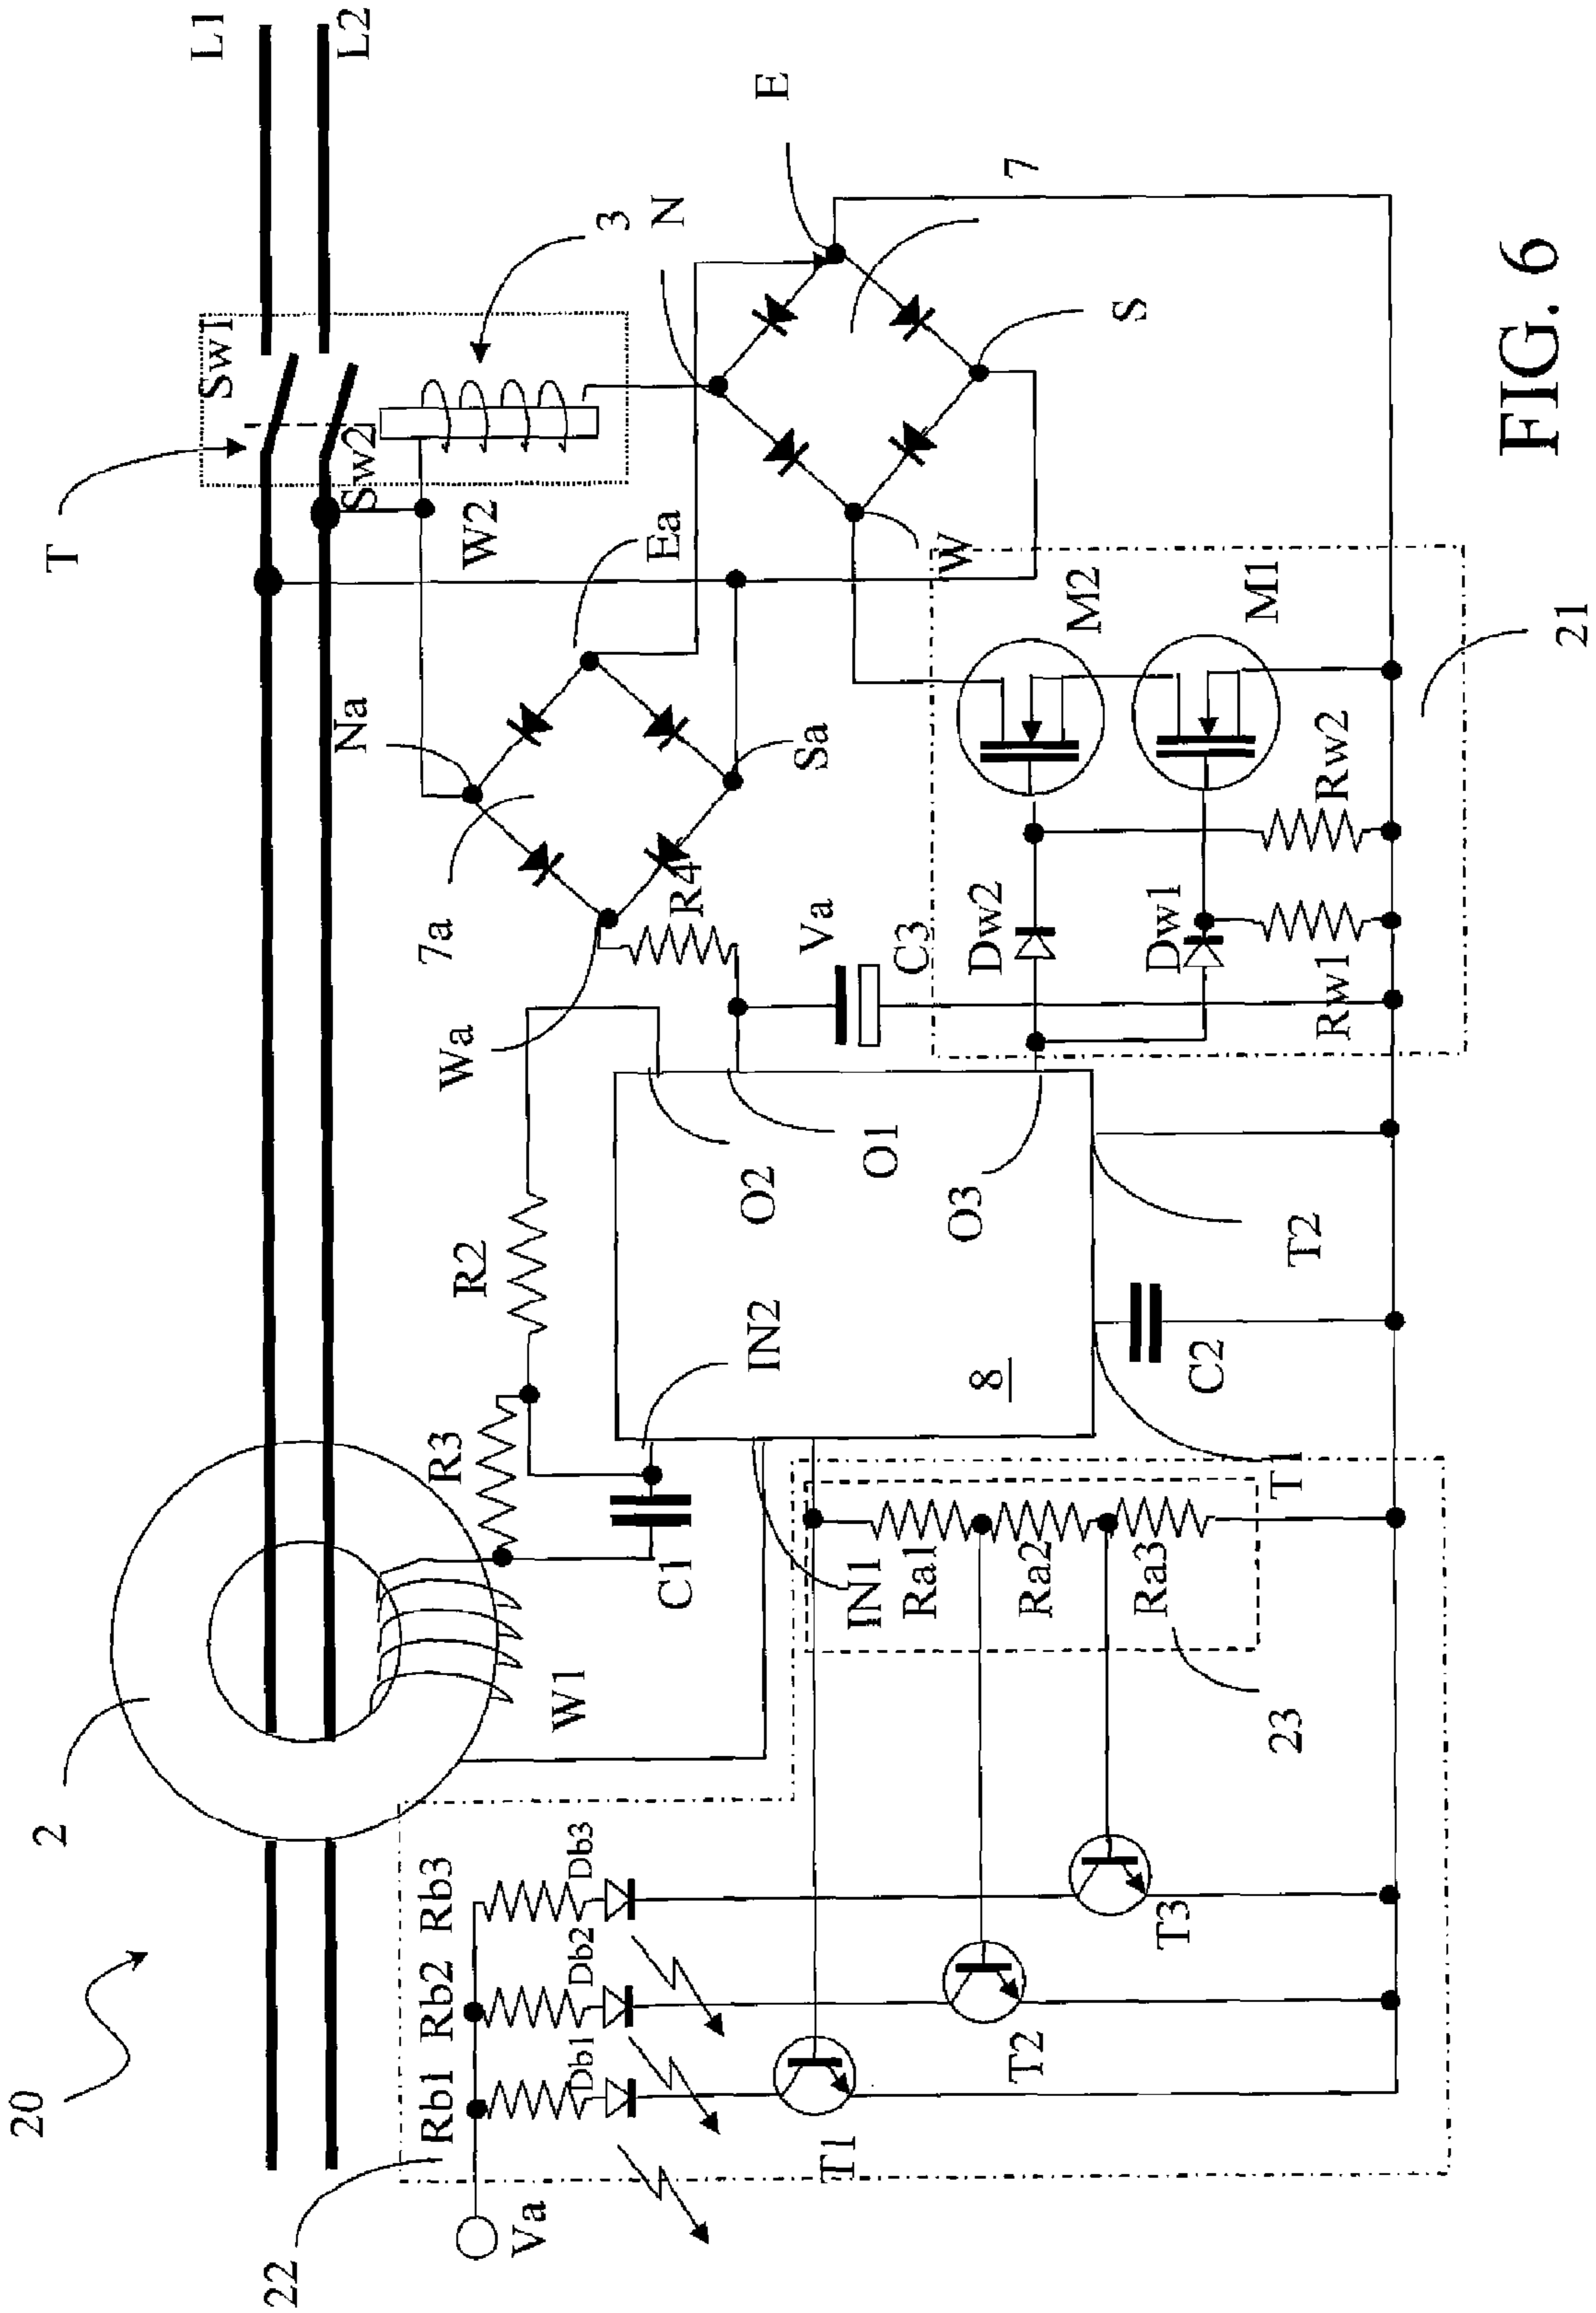 20
2
T
L1
L2
Sw1
Sw2
3
N
E
7
S
W
W2
Ea
Na
Sa
7a
Wa
R4
Va
C3
R2
R3
C1
W1
IN2
IN1
O2
O1
O3
8
T1
T2
C2
Dw2
Dw1
Rw1
Rw2
M2
M1
21
22
Va
Rb1
Rb2
Rb3
Db1
Db2
Db3
T1
T2
T3
Ra1
Ra2
Ra3
23
FIG. 6